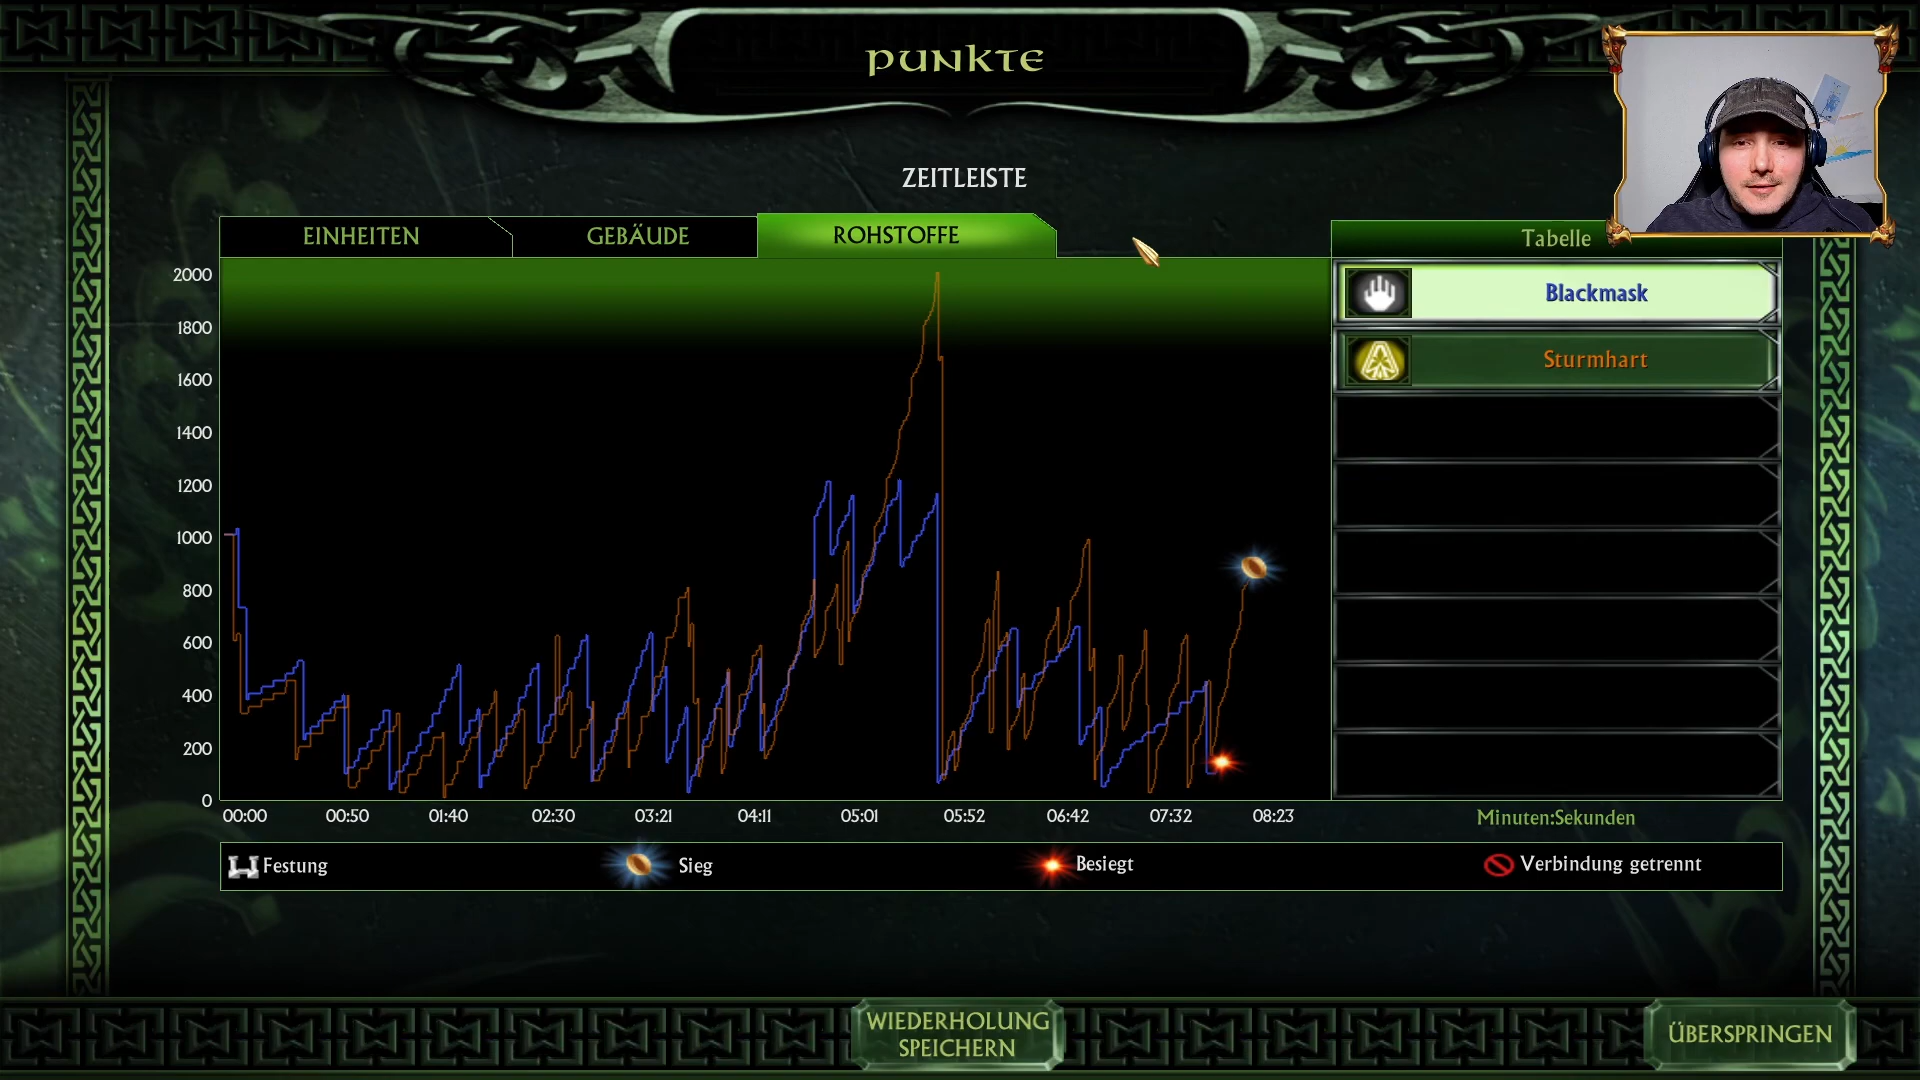 PUNKTE
ZEITLEISTE
EINHEITEN
GEBÄUDE
ROHSTOFFE
Tabelle
Blackmask
Sturmhart
2000
1800
1600
1400
1200
1000
800
600
400
200
0
00:00
00:50
01:40
02:30
03:21
04:11
05:01
05:52
06:42
07:32
08:23
Minuten:Sekunden
Festung
Sieg
Besiegt
Verbindung getrennt
WIEDERHOLUNG
SPEICHERN
ÜBERSPRINGEN